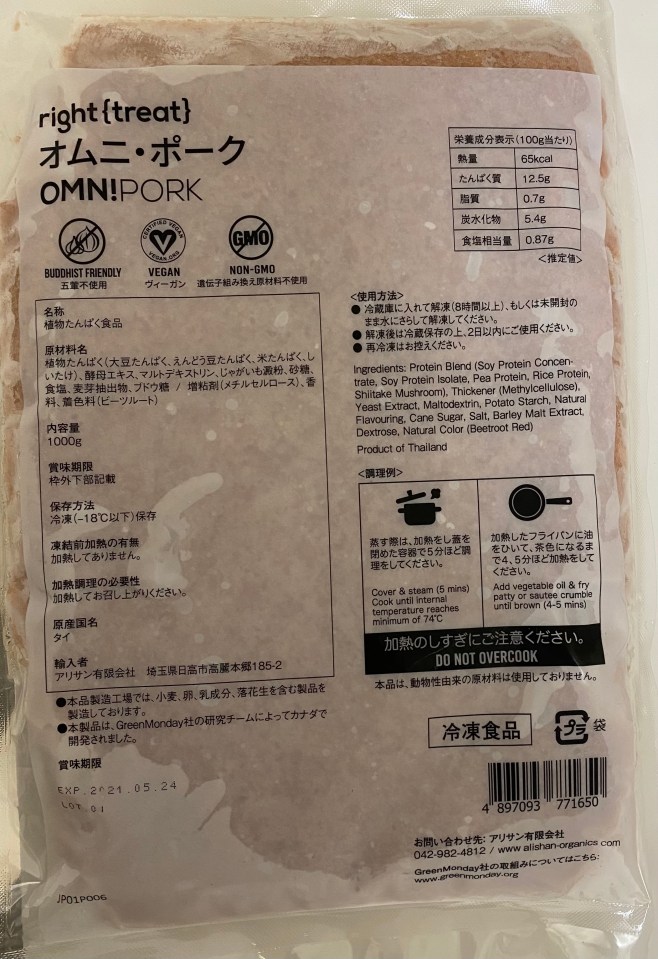 right{treat}
オムニ・ポーク
OMN!PORK
BUDDHIST FRIENDLY
五葷不使用
CERTIFIED VEGAN
VEGAN.ORG
VEGAN
ヴィーガン
GMO
NON-GMO
遺伝子組み換え原材料不使用
栄養成分表示(100g当たり)
熱量 65kcal
たんぱく質 12.5g
脂質 0.7g
炭水化物 5.4g
食塩相当量 0.87g
<推定値>
名称
植物たんぱく食品
原材料名
植物たんぱく(大豆たんぱく、えんどう豆たんぱく、米たんぱく、し
いたけ)、酵母エキス、マルトデキストリン、じゃがいも澱粉、砂糖、
食塩、麦芽抽出物、ブドウ糖 / 増粘剤(メチルセルロース)、香
料、着色料(ビーツルート)
内容量
1000g
賞味期限
枠外下部記載
保存方法
冷凍(-18℃以下)保存
凍結前加熱の有無
加熱してありません。
加熱調理の必要性
加熱してお召し上がりください。
原産国名
タイ
輸入者
アリサン有限会社 埼玉県日高市高麗本郷185-2
●本品製造工場では、小麦、卵、乳成分、落花生を含む製品を
製造しております。
●本製品は、GreenMonday社の研究チームによってカナダで
開発されました。
賞味期限
EXP.2021.05.24
LOT 01
JP01P006
<使用方法>
● 冷蔵庫に入れて解凍(8時間以上)、もしくは未開封の
まま水にさらして解凍してください。
● 解凍後は冷蔵保存の上、2日以内にご使用ください。
● 再冷凍はお控えください。
Ingredients: Protein Blend (Soy Protein Concen-
trate, Soy Protein Isolate, Pea Protein, Rice Protein,
Shiitake Mushroom), Thickener (Methylcellulose),
Yeast Extract, Maltodextrin, Potato Starch, Natural
Flavouring, Cane Sugar, Salt, Barley Malt Extract,
Dextrose, Natural Color (Beetroot Red)
Product of Thailand
<調理例>
蒸す際は、加熱をし蓋を
閉めた容器で5分ほど調
理をしてください。
Cover & steam (5 mins)
Cook until internal
temperature reaches
minimum of 74℃
加熱したフライパンに油
をひいて、茶色になるま
で4、5分ほど加熱をして
ください。
Add vegetable oil & fry
patty or sautee crumble
until brown (4-5 mins)
加熱のしすぎにご注意ください。
DO NOT OVERCOOK
本品は、動物性由来の原材料は使用しておりません。
冷凍食品
プラ 袋
4 897093 771650
お問い合わせ先: アリサン有限会社
042-982-4812 / www.alishan-organics.com
GreenMonday社の取組みについてはこちら:
www.greenmonday.org